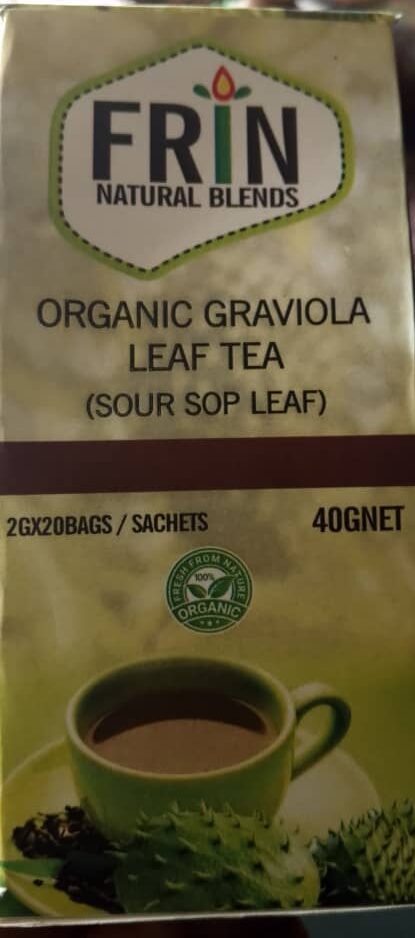 FRIN
NATURAL BLENDS
ORGANIC GRAVIOLA
LEAF TEA
(SOUR SOP LEAF)
2GX20BAGS / SACHETS
40GNET
FRESH FROM NATURE
100%
ORGANIC